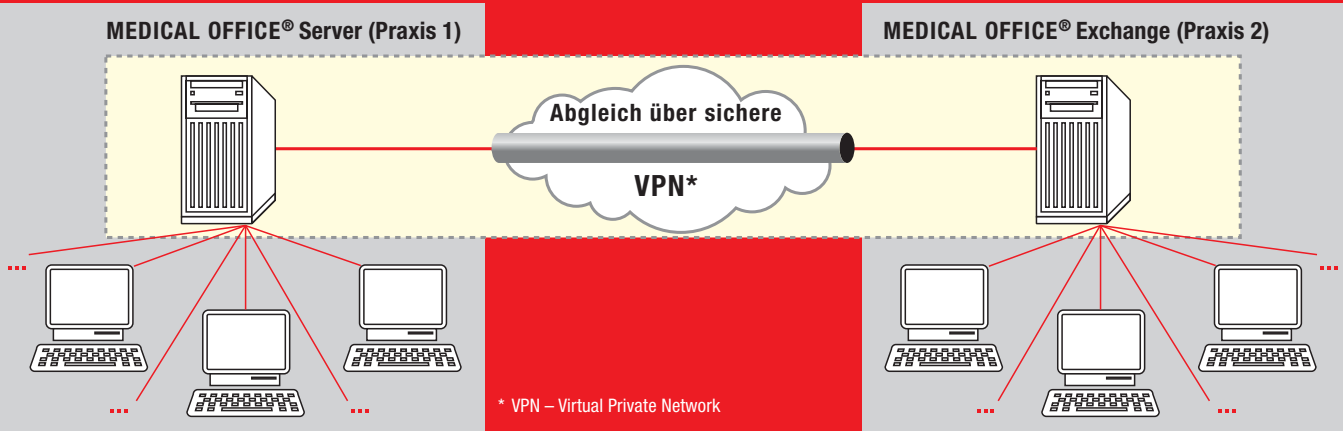 MEDICAL OFFICE® Server (Praxis 1)
MEDICAL OFFICE® Exchange (Praxis 2)
Abgleich über sichere
VPN*
...
...
...
...
...
...
* VPN – Virtual Private Network